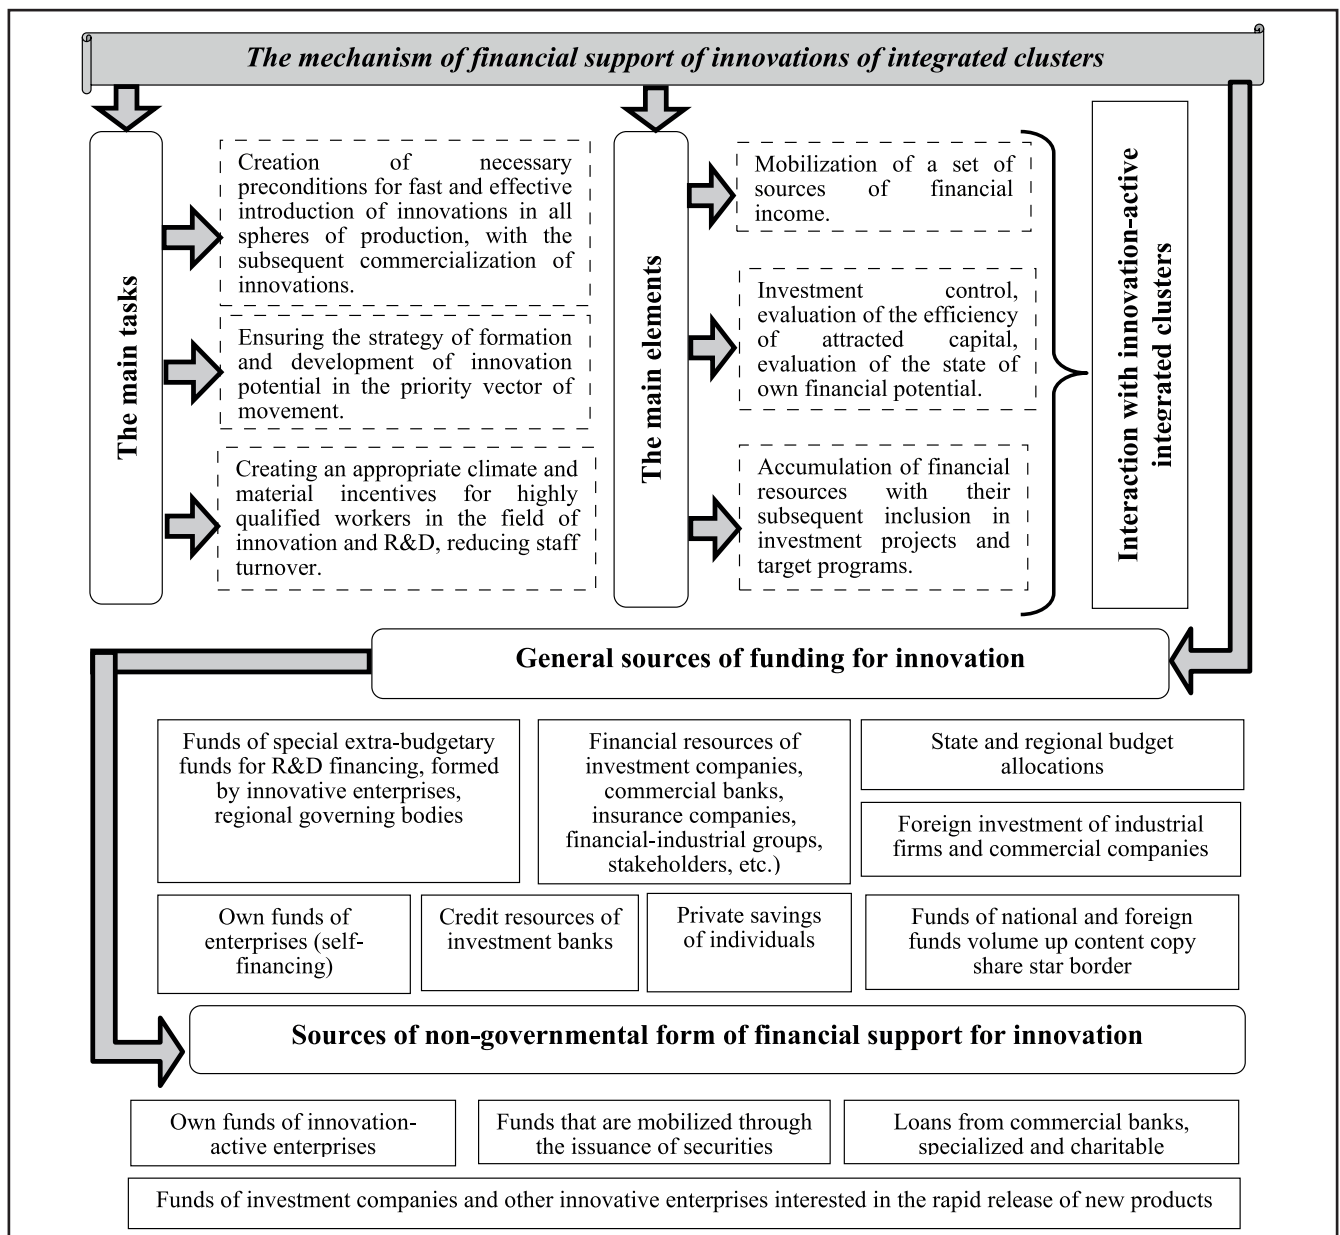 The mechanism of financial support of innovations of integrated clusters
The main tasks
Creation of necessary
preconditions for fast and effective
introduction of innovations in all
spheres of production, with the
subsequent commercialization of
innovations.
Ensuring the strategy of formation
and development of innovation
potential in the priority vector of
movement.
Creating an appropriate climate and
material incentives for highly
qualified workers in the field of
innovation and R&D, reducing staff
turnover.
The main elements
Mobilization of a set of
sources of financial
income.
Investment control,
evaluation of the efficiency
of attracted capital,
evaluation of the state of
own financial potential.
Accumulation of financial
resources with their
subsequent inclusion in
investment projects and
target programs.
Interaction with innovation-active
integrated clusters
General sources of funding for innovation
Funds of special extra-budgetary
funds for R&D financing, formed
by innovative enterprises,
regional governing bodies
Financial resources of
investment companies,
commercial banks,
insurance companies,
financial-industrial groups,
stakeholders, etc.)
State and regional budget
allocations
Foreign investment of industrial
firms and commercial companies
Own funds of
enterprises (self-
financing)
Credit resources of
investment banks
Private savings
of individuals
Funds of national and foreign
funds volume up content copy
share star border
Sources of non-governmental form of financial support for innovation
Own funds of innovation-
active enterprises
Funds that are mobilized through
the issuance of securities
Loans from commercial banks,
specialized and charitable
Funds of investment companies and other innovative enterprises interested in the rapid release of new products